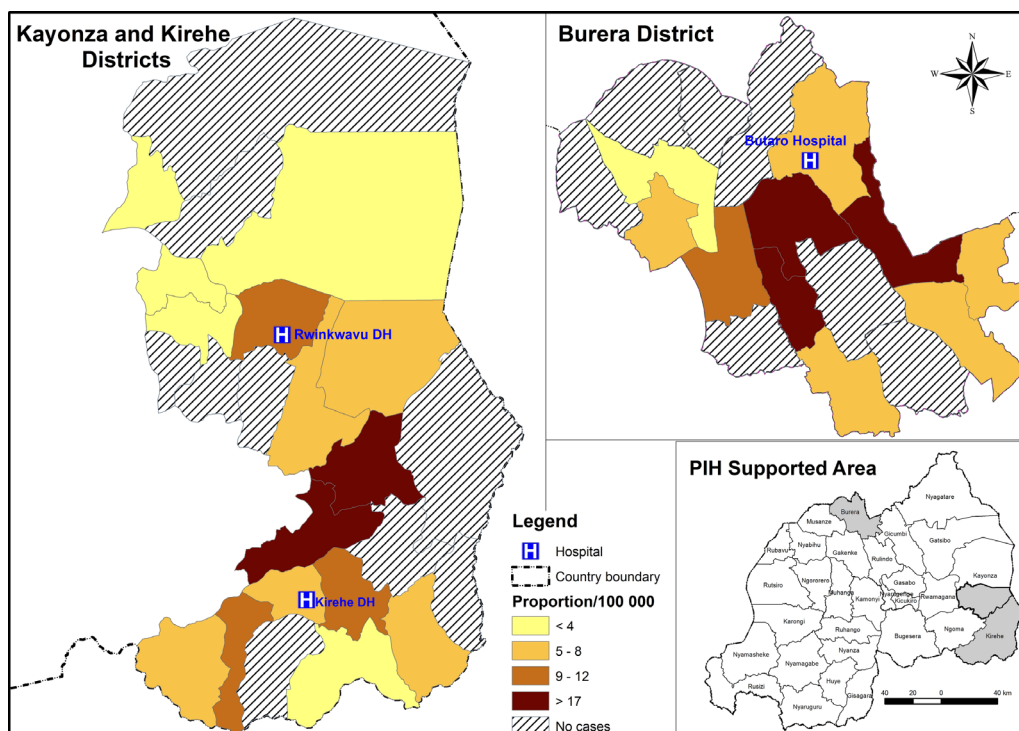 Kayonza and Kirehe
Districts
H Rwinkwavu DH
H Kirehe DH
Legend
H Hospital
Country boundary
Proportion/100 000
< 4
5 - 8
9 - 12
> 17
No cases
Burera District
N
W E
S
Butaro Hospital
H
PIH Supported Area
Nyagatare
Burera
Musanze
Gicumbi
Gatsibo
Rubavu
Nyabihu
Gakenke
Rulindo
Kayonza
Rutsiro
Ngororero
Gasabo
Muhanga
Kamonyi
Nyarugenge
Kicukiro
Rwamagana
Karongi
Ruhango
Bugesera
Ngoma
Kirehe
Nyamasheke
Nyanza
Nyamagabe
Rusizi
Huye
Gisagara
Nyaruguru
40 20 0 40 km